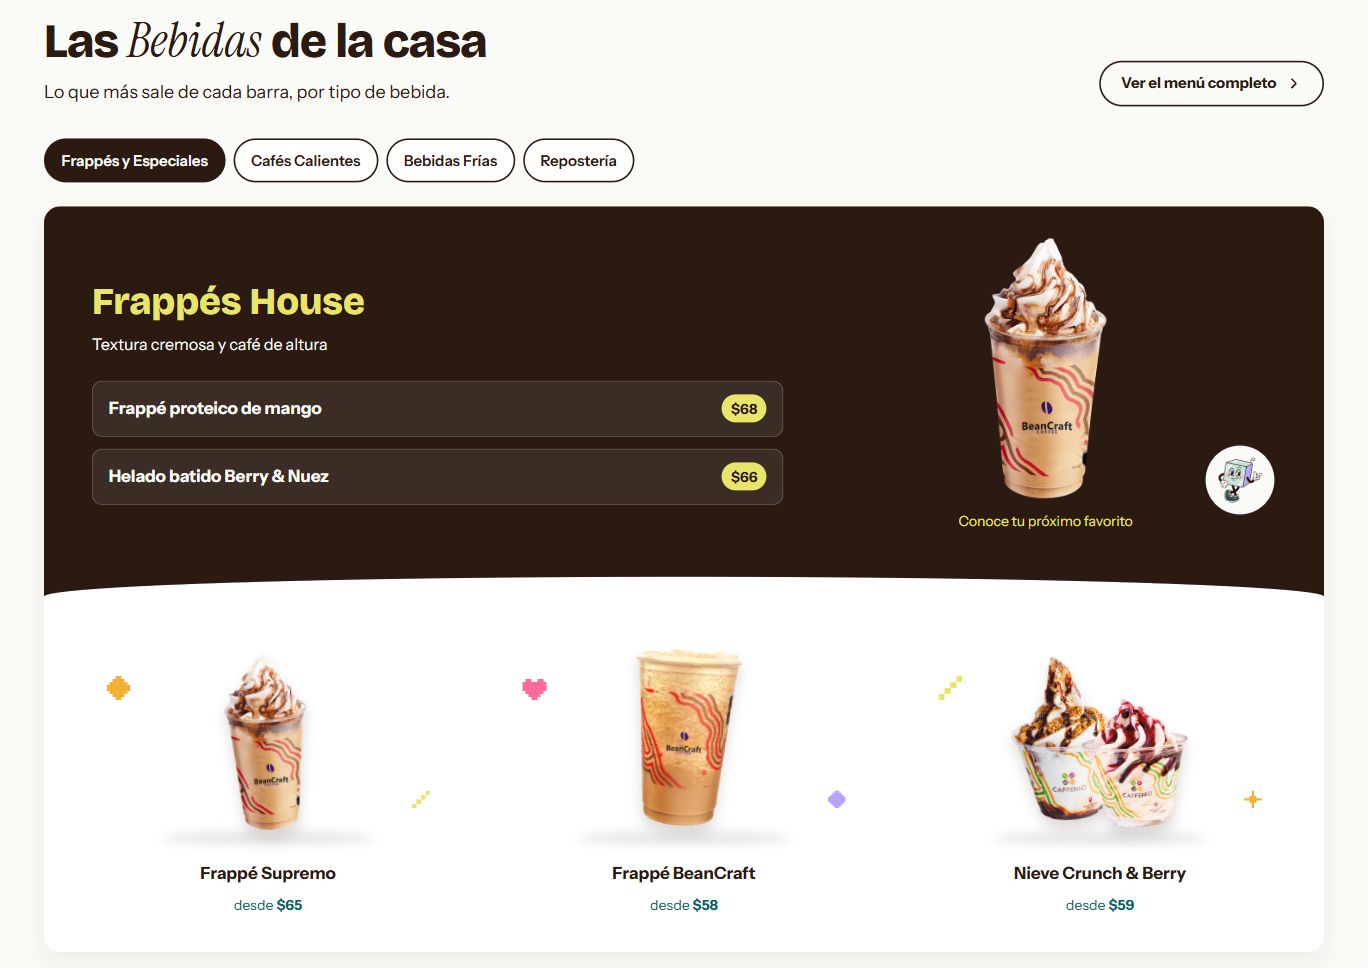 Las Bebidas de la casa
Lo que más sale de cada barra, por tipo de bebida.
Ver el menú completo
Frappés y Especiales
Cafés Calientes
Bebidas Frías
Repostería
Frappés House
Textura cremosa y café de altura
Frappé proteico de mango $68
Helado batido Berry & Nuez $66
BeanCraft
COFFEE
Conoce tu próximo favorito
BeanCraft
BeanCraft
CAFFENIO
CAFFENIO
Frappé Supremo
desde $65
Frappé BeanCraft
desde $58
Nieve Crunch & Berry
desde $59